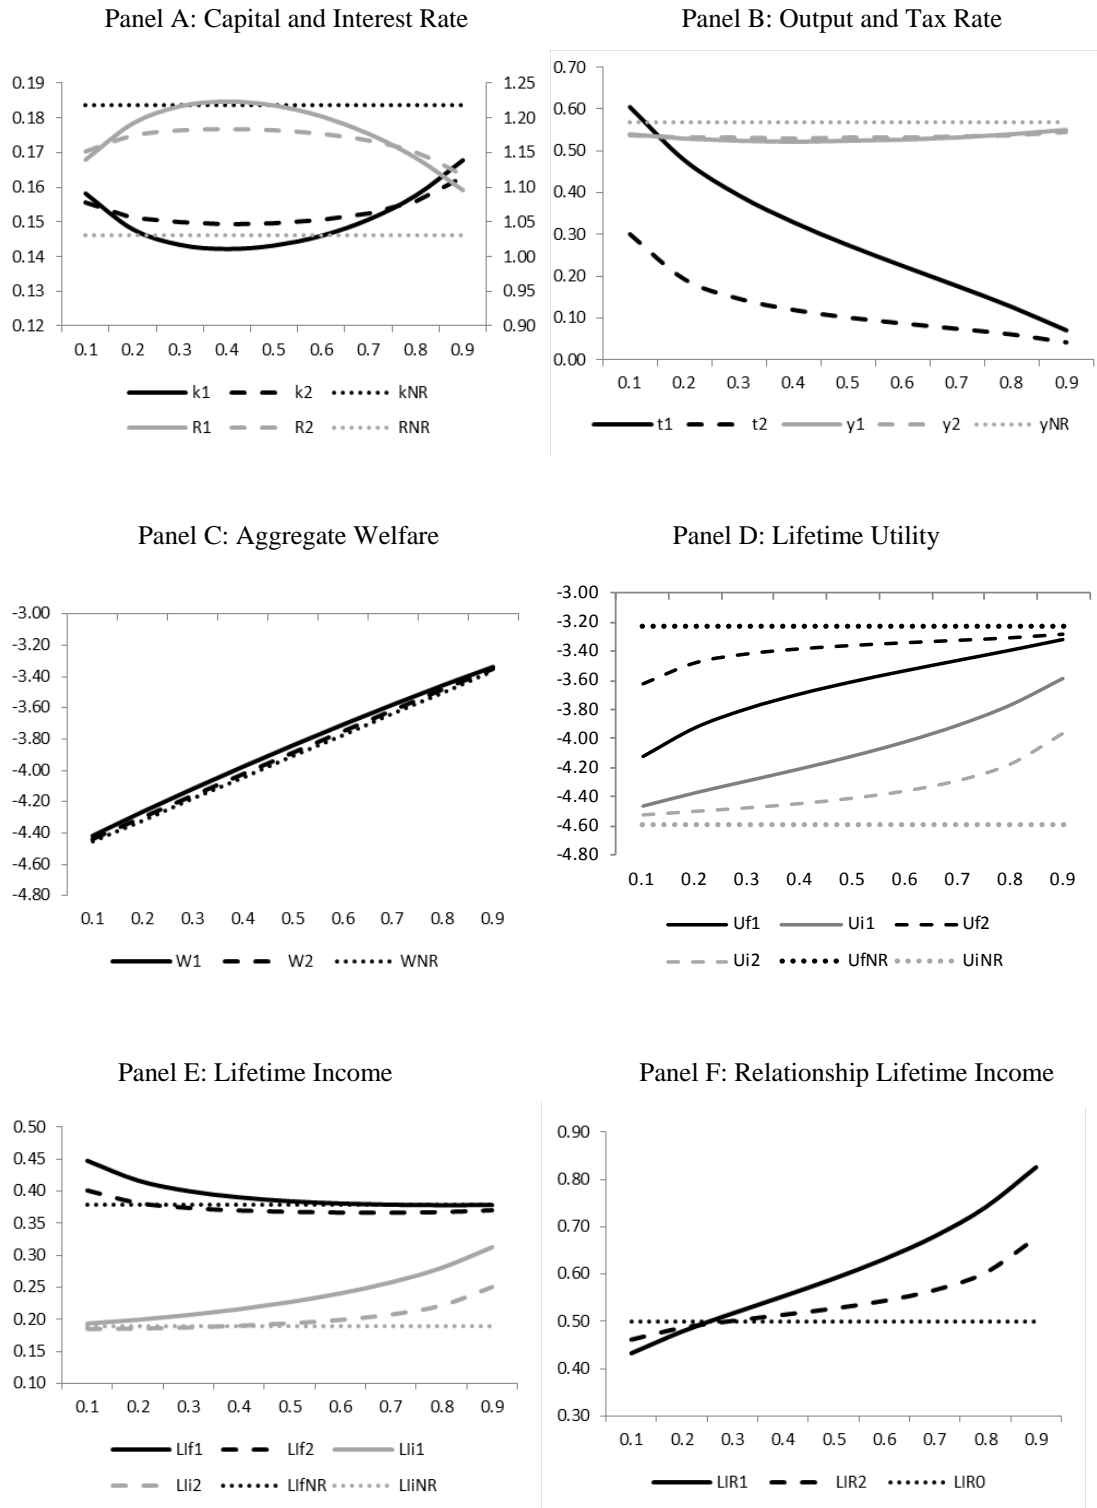 Panel A: Capital and Interest Rate
0.19
0.18
0.17
0.16
0.15
0.14
0.13
0.12
1.25
1.20
1.15
1.10
1.05
1.00
0.95
0.90
0.1 0.2 0.3 0.4 0.5 0.6 0.7 0.8 0.9
k1 k2 kNR
R1 R2 RNR
Panel B: Output and Tax Rate
0.70
0.60
0.50
0.40
0.30
0.20
0.10
0.00
0.1 0.2 0.3 0.4 0.5 0.6 0.7 0.8 0.9
t1 t2 y1 y2 yNR
Panel C: Aggregate Welfare
-3.00
-3.20
-3.40
-3.60
-3.80
-4.00
-4.20
-4.40
-4.60
-4.80
0.1 0.2 0.3 0.4 0.5 0.6 0.7 0.8 0.9
W1 W2 WNR
Panel D: Lifetime Utility
-3.00
-3.20
-3.40
-3.60
-3.80
-4.00
-4.20
-4.40
-4.60
-4.80
0.1 0.2 0.3 0.4 0.5 0.6 0.7 0.8 0.9
Uf1 Ui1 Uf2
Ui2 UfNR UiNR
Panel E: Lifetime Income
0.50
0.45
0.40
0.35
0.30
0.25
0.20
0.15
0.10
0.1 0.2 0.3 0.4 0.5 0.6 0.7 0.8 0.9
LIf1 LIf2 LIi1
LIi2 LIfNR LIiNR
Panel F: Relationship Lifetime Income
0.90
0.80
0.70
0.60
0.50
0.40
0.30
0.1 0.2 0.3 0.4 0.5 0.6 0.7 0.8 0.9
LIR1 LIR2 LIR0